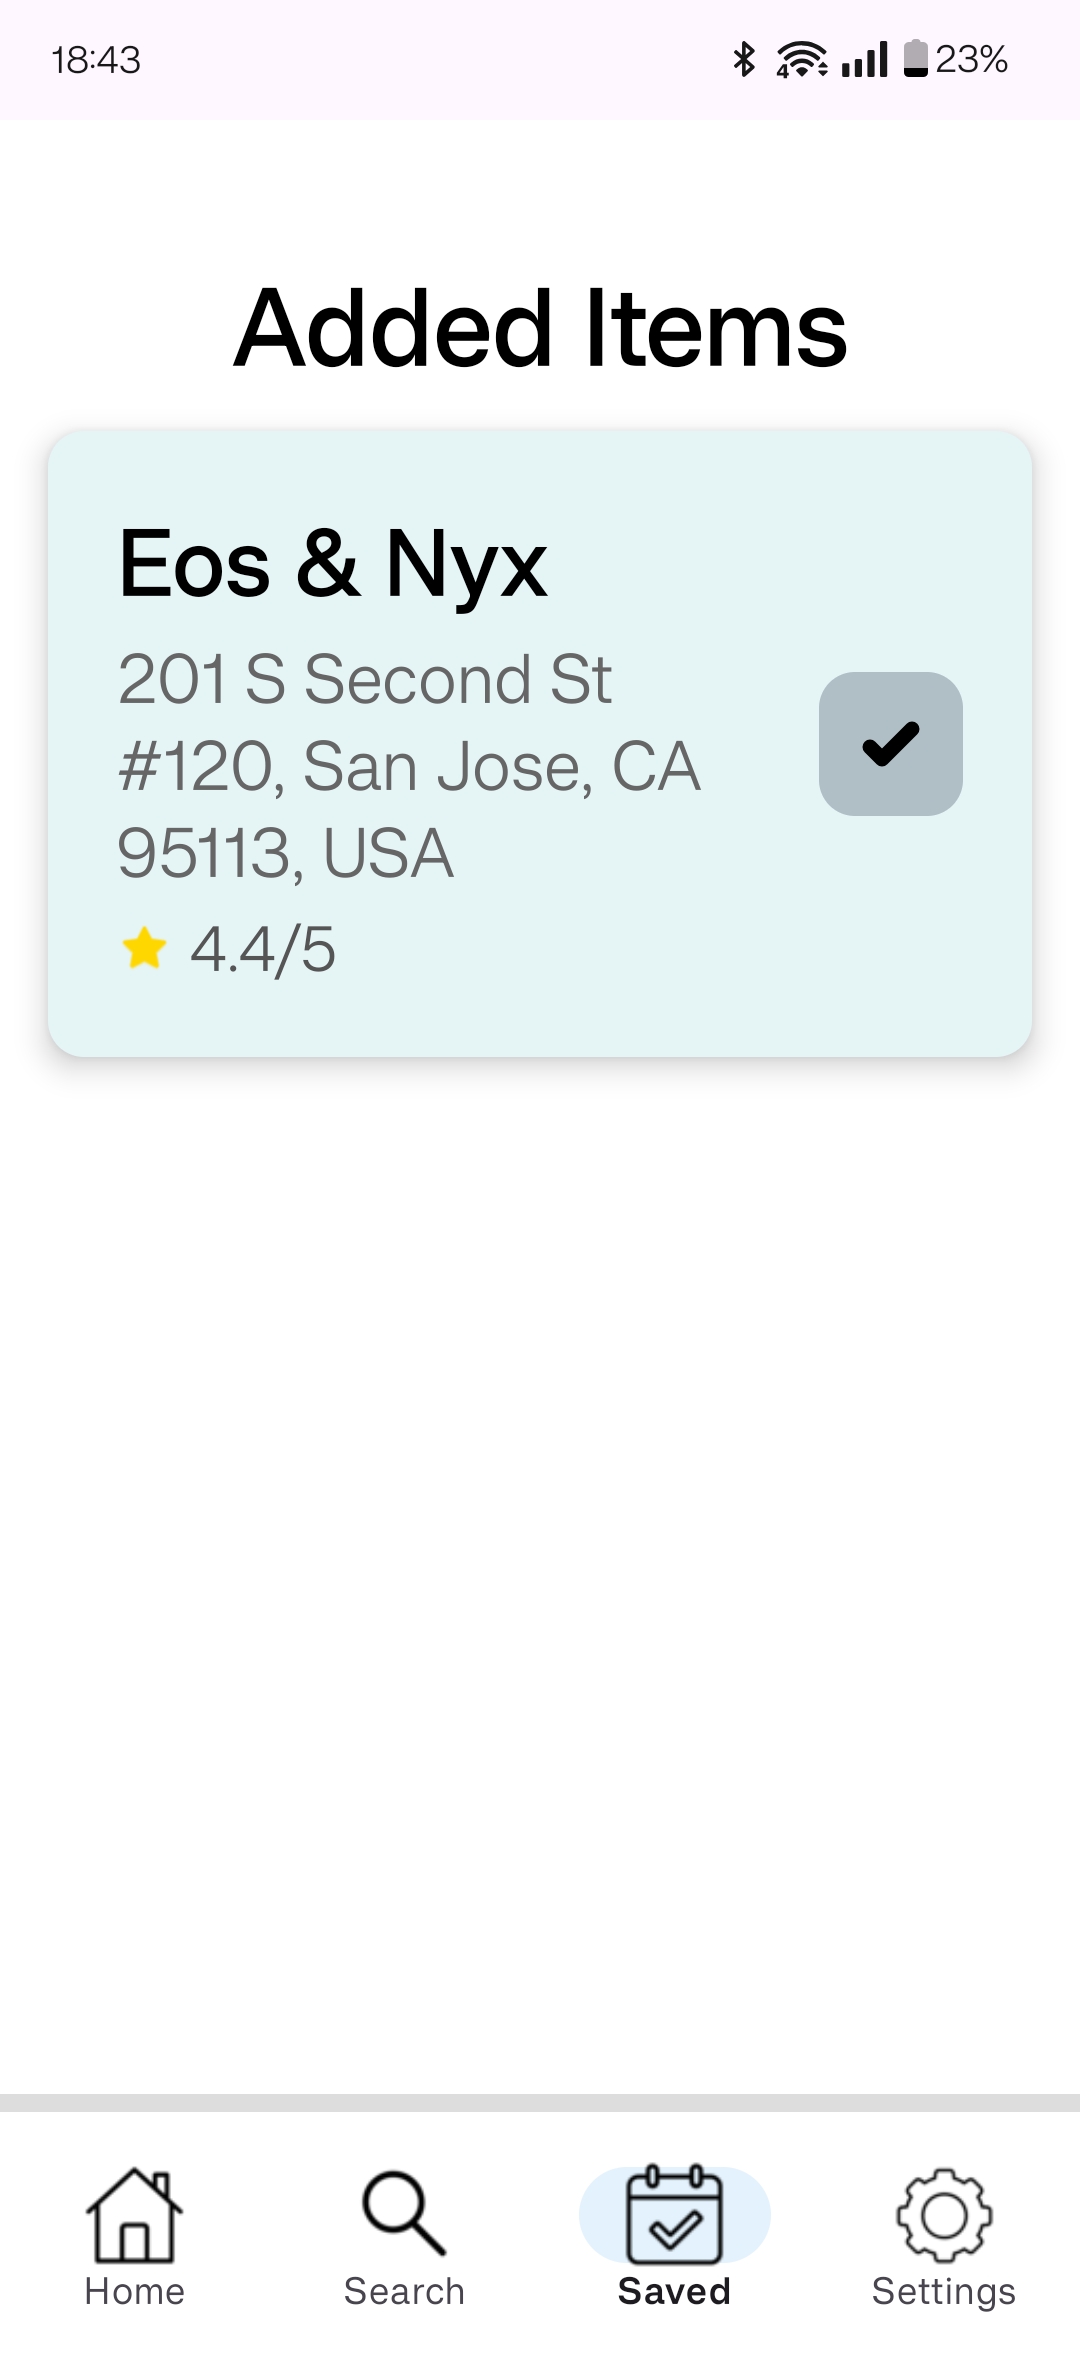 18:43
4
23%
Added Items
Eos & Nyx
201 S Second St
#120, San Jose, CA
95113, USA
4.4/5
Home
Search
Saved
Settings